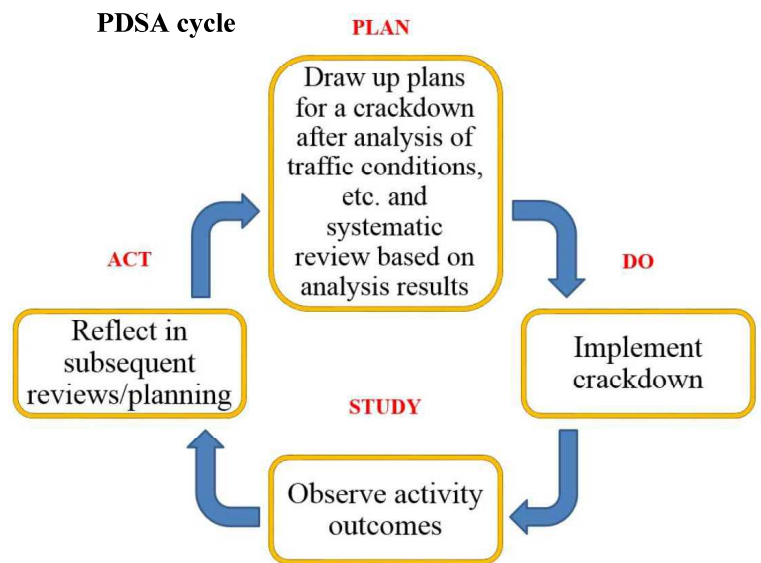 PDSA cycle
PLAN
Draw up plans
for a crackdown
after analysis of
traffic conditions,
etc. and
systematic
review based on
analysis results
DO
Implement
crackdown
STUDY
Observe activity
outcomes
ACT
Reflect in
subsequent
reviews/planning